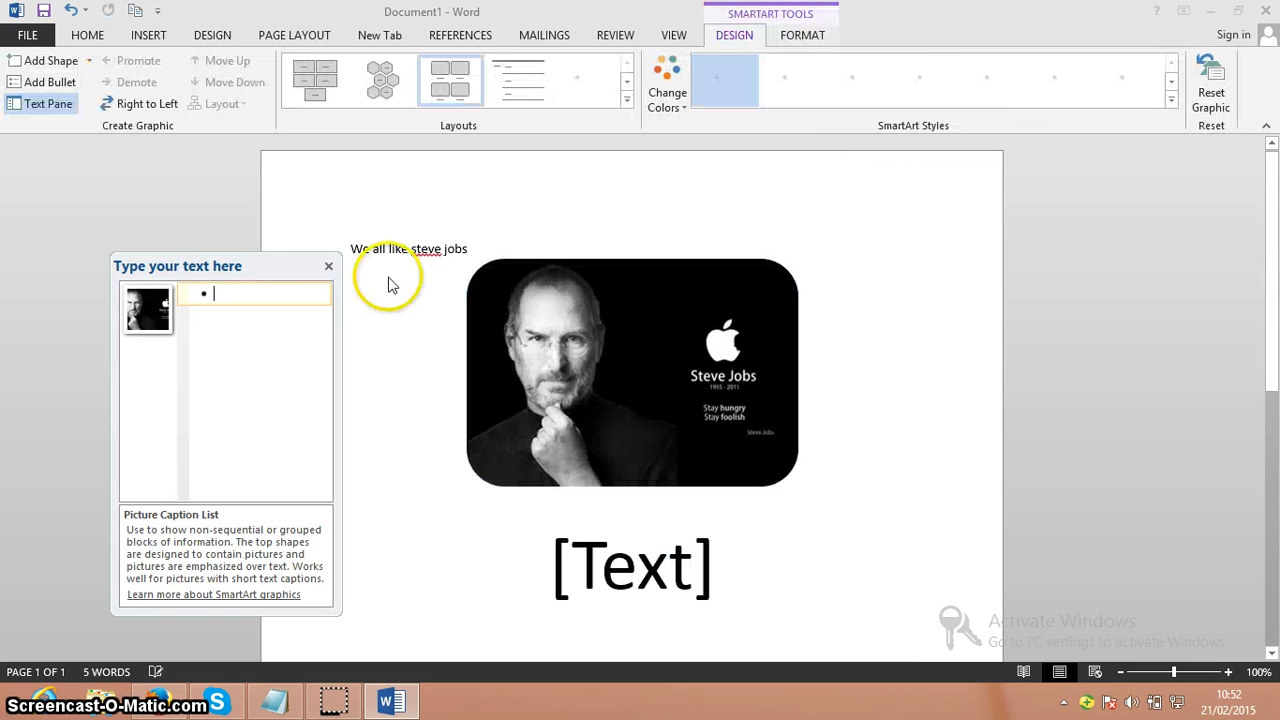 Document1 - Word
SMARTART TOOLS
?
FILE
HOME
INSERT
DESIGN
PAGE LAYOUT
New Tab
REFERENCES
MAILINGS
REVIEW
VIEW
DESIGN
FORMAT
Sign in
Add Shape
Promote
Move Up
Add Bullet
Demote
Move Down
Text Pane
Right to Left
Layout
Create Graphic
Layouts
Change
Colors
SmartArt Styles
Reset
Graphic
Reset
We all like steve jobs
Type your text here
Steve Jobs
1955 - 2011
Stay hungry
Stay foolish
Steve Jobs
Picture Caption List
Use to show non-sequential or grouped
blocks of information. The top shapes
are designed to contain pictures and
pictures are emphasized over text. Works
well for pictures with short text captions.
Learn more about SmartArt graphics
[Text]
Activate Windows
Go to PC settings to activate Windows.
PAGE 1 OF 1
5 WORDS
100%
Screencast-O-Matic.com
10:52
21/02/2015